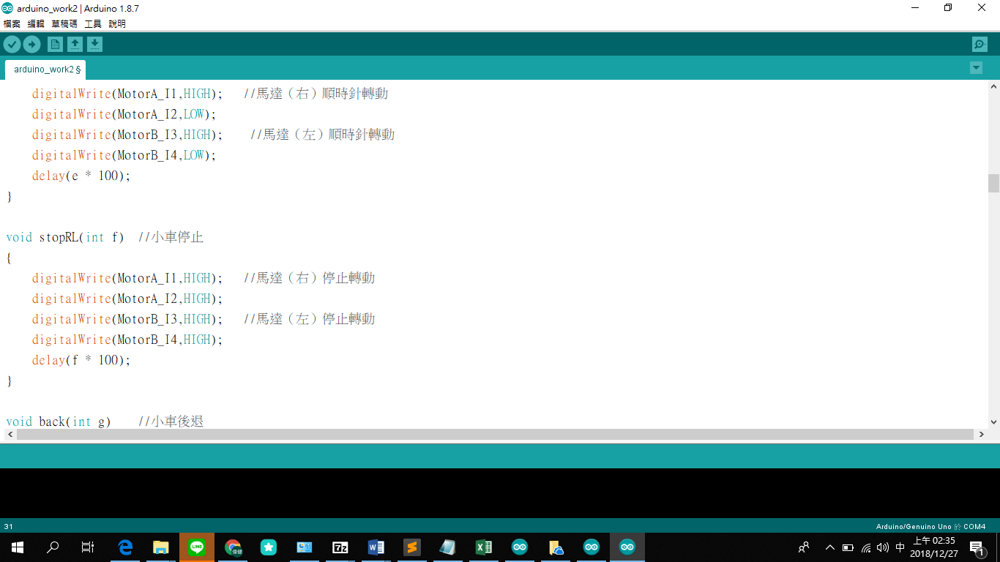 arduino_work2 | Arduino 1.8.7
檔案 編輯 草稿碼 工具 說明
arduino_work2 §
digitalWrite(MotorA_I1,HIGH);   //馬達（右）順時針轉動
digitalWrite(MotorA_I2,LOW);
digitalWrite(MotorB_I3,HIGH);    //馬達（左）順時針轉動
digitalWrite(MotorB_I4,LOW);
delay(e * 100);
}
void stopRL(int f)  //小車停止
{
digitalWrite(MotorA_I1,HIGH);   //馬達（右）停止轉動
digitalWrite(MotorA_I2,HIGH);
digitalWrite(MotorB_I3,HIGH);   //馬達（左）停止轉動
digitalWrite(MotorB_I4,HIGH);
delay(f * 100);
}
void back(int g)    //小車後退
31
Arduino/Genuino Uno 於 COM4
LINE
7z
中
上午 02:35
2018/12/27
1